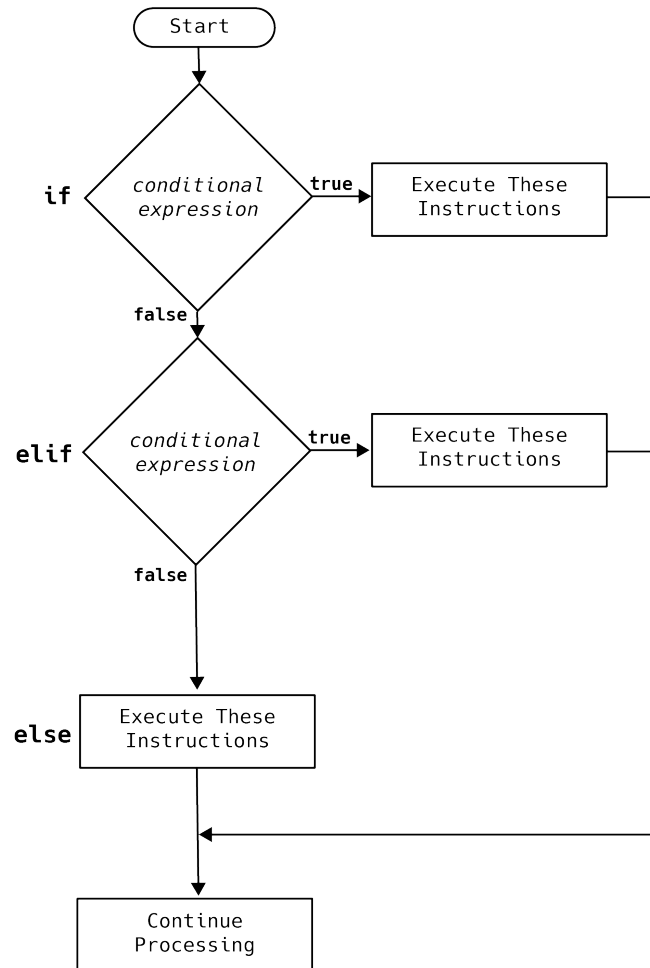 Start
if
conditional
expression
true
Execute These
Instructions
false
elif
conditional
expression
true
Execute These
Instructions
false
else
Execute These
Instructions
Continue
Processing